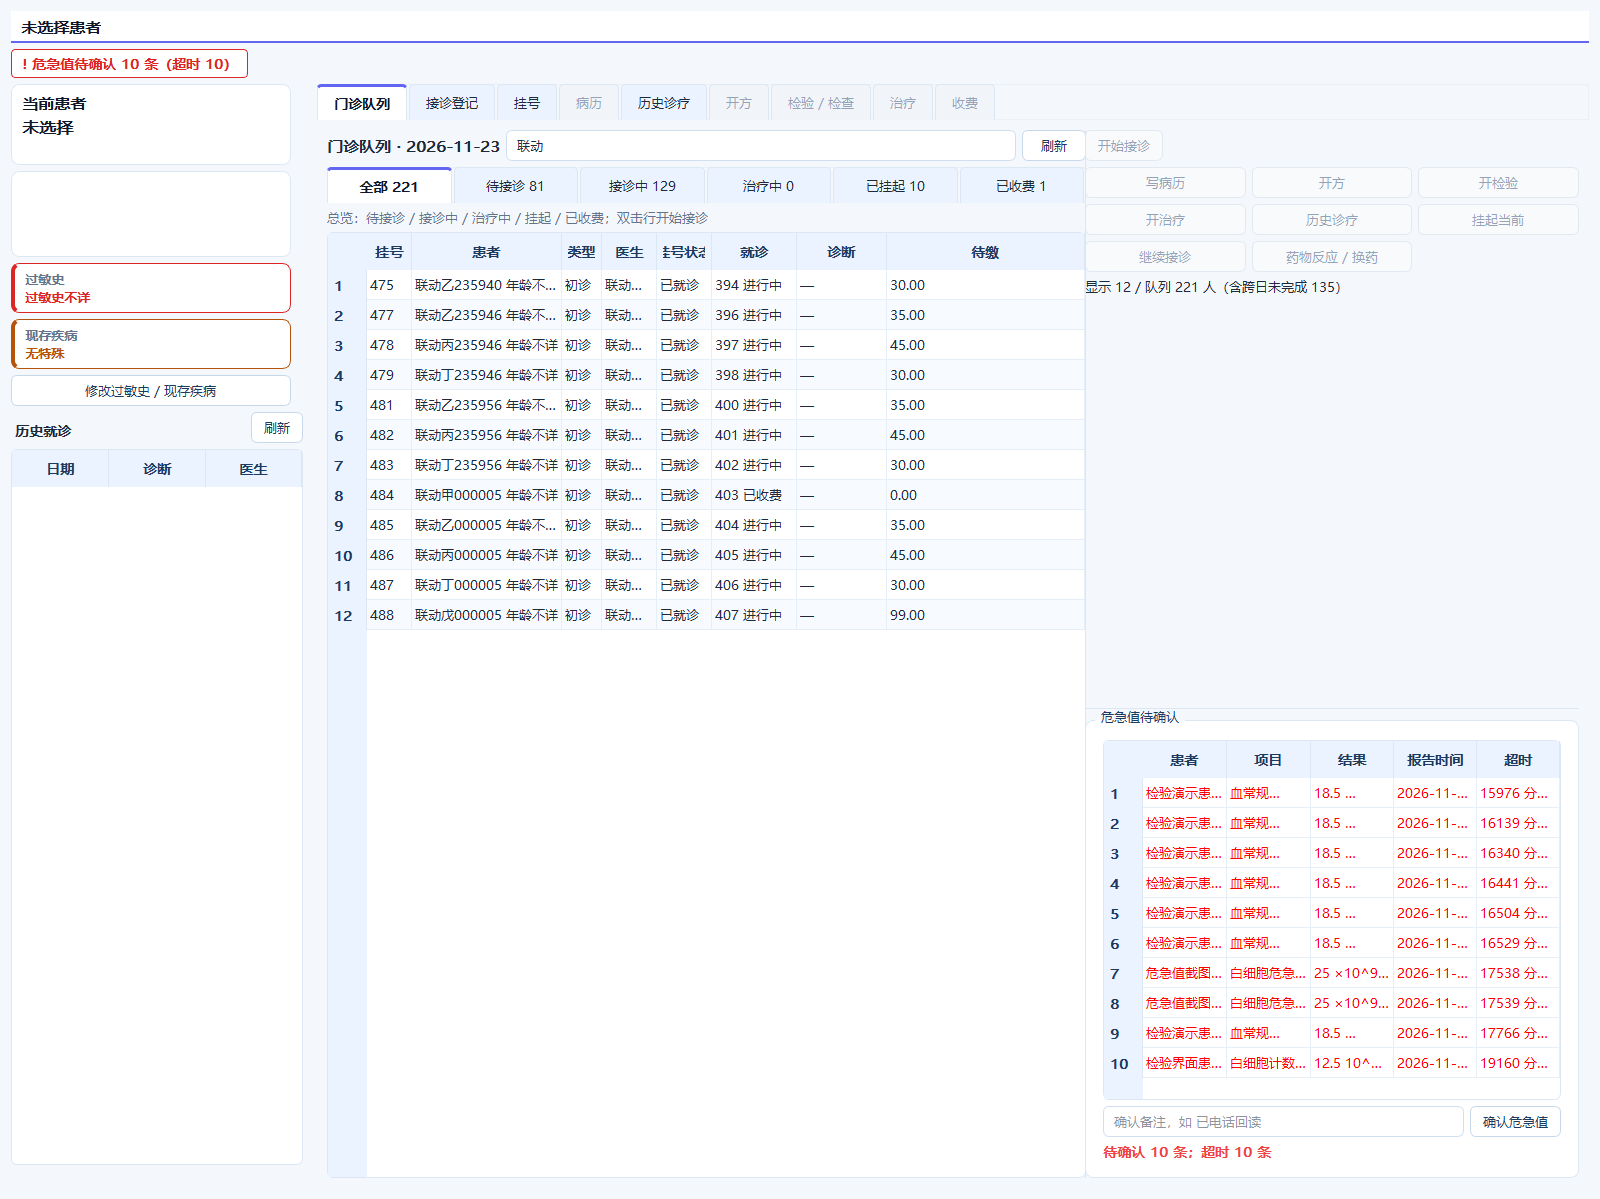 未选择患者
! 危急值待确认 10 条（超时 10）
当前患者
未选择
过敏史
过敏史不详
现存疾病
无特殊
修改过敏史 / 现存疾病
历史就诊 刷新
日期 诊断 医生
门诊队列 接诊登记 挂号 病历 历史诊疗 开方 检验 / 检查 治疗 收费
门诊队列 · 2026-11-23 联动 刷新 开始接诊
全部 221 待接诊 81 接诊中 129 治疗中 0 已挂起 10 已收费 1
总览：待接诊 / 接诊中 / 治疗中 / 挂起 / 已收费；双击行开始接诊
挂号 患者 类型 医生 挂号状态 就诊 诊断 待缴
1 475 联动乙235940 年龄不... 初诊 联动... 已就诊 394 进行中 — 30.00
2 477 联动乙235946 年龄不... 初诊 联动... 已就诊 396 进行中 — 35.00
3 478 联动丙235946 年龄不详 初诊 联动... 已就诊 397 进行中 — 45.00
4 479 联动丁235946 年龄不详 初诊 联动... 已就诊 398 进行中 — 30.00
5 481 联动乙235956 年龄不... 初诊 联动... 已就诊 400 进行中 — 35.00
6 482 联动丙235956 年龄不详 初诊 联动... 已就诊 401 进行中 — 45.00
7 483 联动丁235956 年龄不详 初诊 联动... 已就诊 402 进行中 — 30.00
8 484 联动甲000005 年龄不详 初诊 联动... 已就诊 403 已收费 — 0.00
9 485 联动乙000005 年龄不... 初诊 联动... 已就诊 404 进行中 — 35.00
10 486 联动丙000005 年龄不详 初诊 联动... 已就诊 405 进行中 — 45.00
11 487 联动丁000005 年龄不详 初诊 联动... 已就诊 406 进行中 — 30.00
12 488 联动戊000005 年龄不详 初诊 联动... 已就诊 407 进行中 — 99.00
写病历 开方 开检验
开治疗 历史诊疗 挂起当前
继续接诊 药物反应 / 换药
显示 12 / 队列 221 人（含跨日未完成 135）
危急值待确认
患者 项目 结果 报告时间 超时
1 检验演示患... 血常规... 18.5 ... 2026-11-... 15976 分...
2 检验演示患... 血常规... 18.5 ... 2026-11-... 16139 分...
3 检验演示患... 血常规... 18.5 ... 2026-11-... 16340 分...
4 检验演示患... 血常规... 18.5 ... 2026-11-... 16441 分...
5 检验演示患... 血常规... 18.5 ... 2026-11-... 16504 分...
6 检验演示患... 血常规... 18.5 ... 2026-11-... 16529 分...
7 危急值截图... 白细胞危急... 25 ×10^9... 2026-11-... 17538 分...
8 危急值截图... 白细胞危急... 25 ×10^9... 2026-11-... 17539 分...
9 检验演示患... 血常规... 18.5 ... 2026-11-... 17766 分...
10 检验界面患... 白细胞计数... 12.5 10^... 2026-11-... 19160 分...
确认备注，如 已电话回读 确认危急值
待确认 10 条；超时 10 条